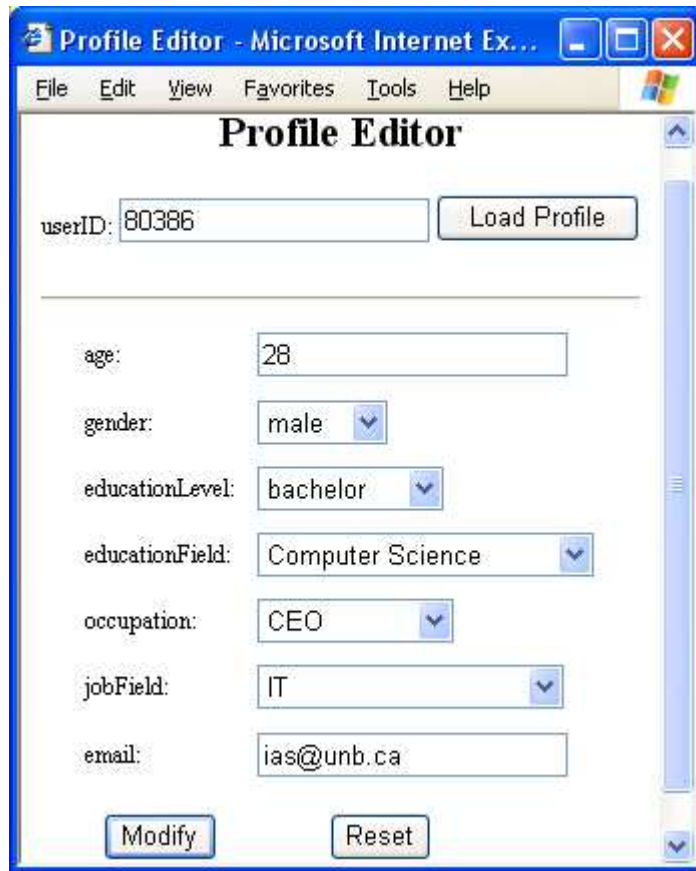 Profile Editor - Microsoft Internet Ex...
File Edit View Favorites Tools Help
Profile Editor
userID: 80386 Load Profile
age: 28
gender: male
educationLevel: bachelor
educationField: Computer Science
occupation: CEO
jobField: IT
email: ias@unb.ca
Modify Reset